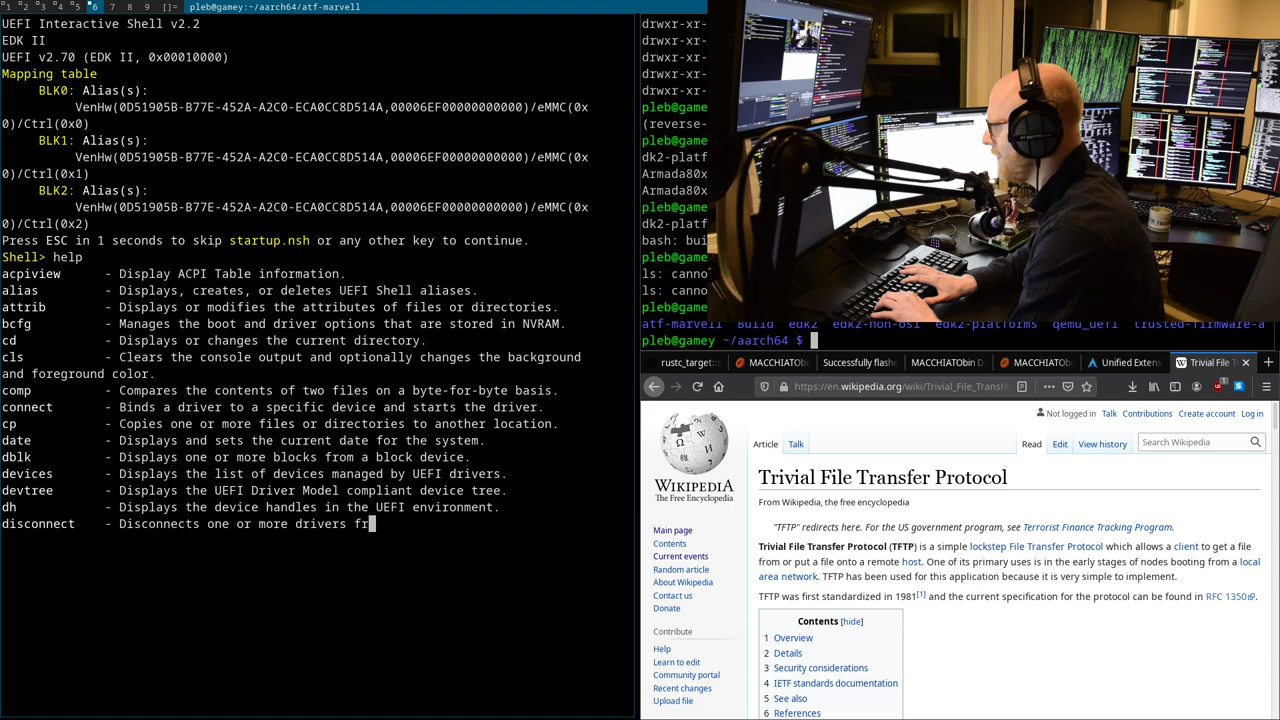 1 2 3 4 5 6 7 8 9 []= pleb@gamey:~/aarch64/atf-marvell
UEFI Interactive Shell v2.2
EDK II
UEFI v2.70 (EDK II, 0x00010000)
Mapping table
BLK0: Alias(s):
VenHw(0D51905B-B77E-452A-A2C0-ECA0CC8D514A,00006EF00000000000)/eMMC(0x
0)/Ctrl(0x0)
BLK1: Alias(s):
VenHw(0D51905B-B77E-452A-A2C0-ECA0CC8D514A,00006EF00000000000)/eMMC(0x
0)/Ctrl(0x1)
BLK2: Alias(s):
VenHw(0D51905B-B77E-452A-A2C0-ECA0CC8D514A,00006EF00000000000)/eMMC(0x
0)/Ctrl(0x2)
Press ESC in 1 seconds to skip startup.nsh or any other key to continue.
Shell> help
acpiview - Display ACPI Table information.
alias - Displays, creates, or deletes UEFI Shell aliases.
attrib - Displays or modifies the attributes of files or directories.
bcfg - Manages the boot and driver options that are stored in NVRAM.
cd - Displays or changes the current directory.
cls - Clears the console output and optionally changes the background
and foreground color.
comp - Compares the contents of two files on a byte-for-byte basis.
connect - Binds a driver to a specific device and starts the driver.
cp - Copies one or more files or directories to another location.
date - Displays and sets the current date for the system.
dblk - Displays one or more blocks from a block device.
devices - Displays the list of devices managed by UEFI drivers.
devtree - Displays the UEFI Driver Model compliant device tree.
dh - Displays the device handles in the UEFI environment.
disconnect - Disconnects one or more drivers fr
drwxr-xr-
drwxr-xr-
drwxr-xr-
drwxr-xr-
drwxr-xr-
pleb@game
(reverse-
dk2-platf
Armada80x
Armada80x
pleb@game
dk2-platf
bash: bui
pleb@game
ls: canno
ls: canno
pleb@game
atf-marvell Build edk2 edk2-non-osi edk2-platforms qemu_uefi trusted-firmware-a
pleb@gamey ~/aarch64 $
rustc_target:: MACCHIATOb Successfully flashe MACCHIATObin D MACCHIATOb Unified Exten Trivial File T
https://en.wikipedia.org/wiki/Trivial_File_Transfe
Not logged in Talk Contributions Create account Log in
Article Talk Read Edit View history Search Wikipedia
WIKIPEDIA
The Free Encyclopedia
Main page
Contents
Current events
Random article
About Wikipedia
Contact us
Donate
Contribute
Help
Learn to edit
Community portal
Recent changes
Upload file
Trivial File Transfer Protocol
From Wikipedia, the free encyclopedia
"TFTP" redirects here. For the US government program, see Terrorist Finance Tracking Program.
Trivial File Transfer Protocol (TFTP) is a simple lockstep File Transfer Protocol which allows a client to get a file
from or put a file onto a remote host. One of its primary uses is in the early stages of nodes booting from a local
area network. TFTP has been used for this application because it is very simple to implement.
TFTP was first standardized in 1981[1] and the current specification for the protocol can be found in RFC 1350.
Contents [hide]
1 Overview
2 Details
3 Security considerations
4 IETF standards documentation
5 See also
6 References